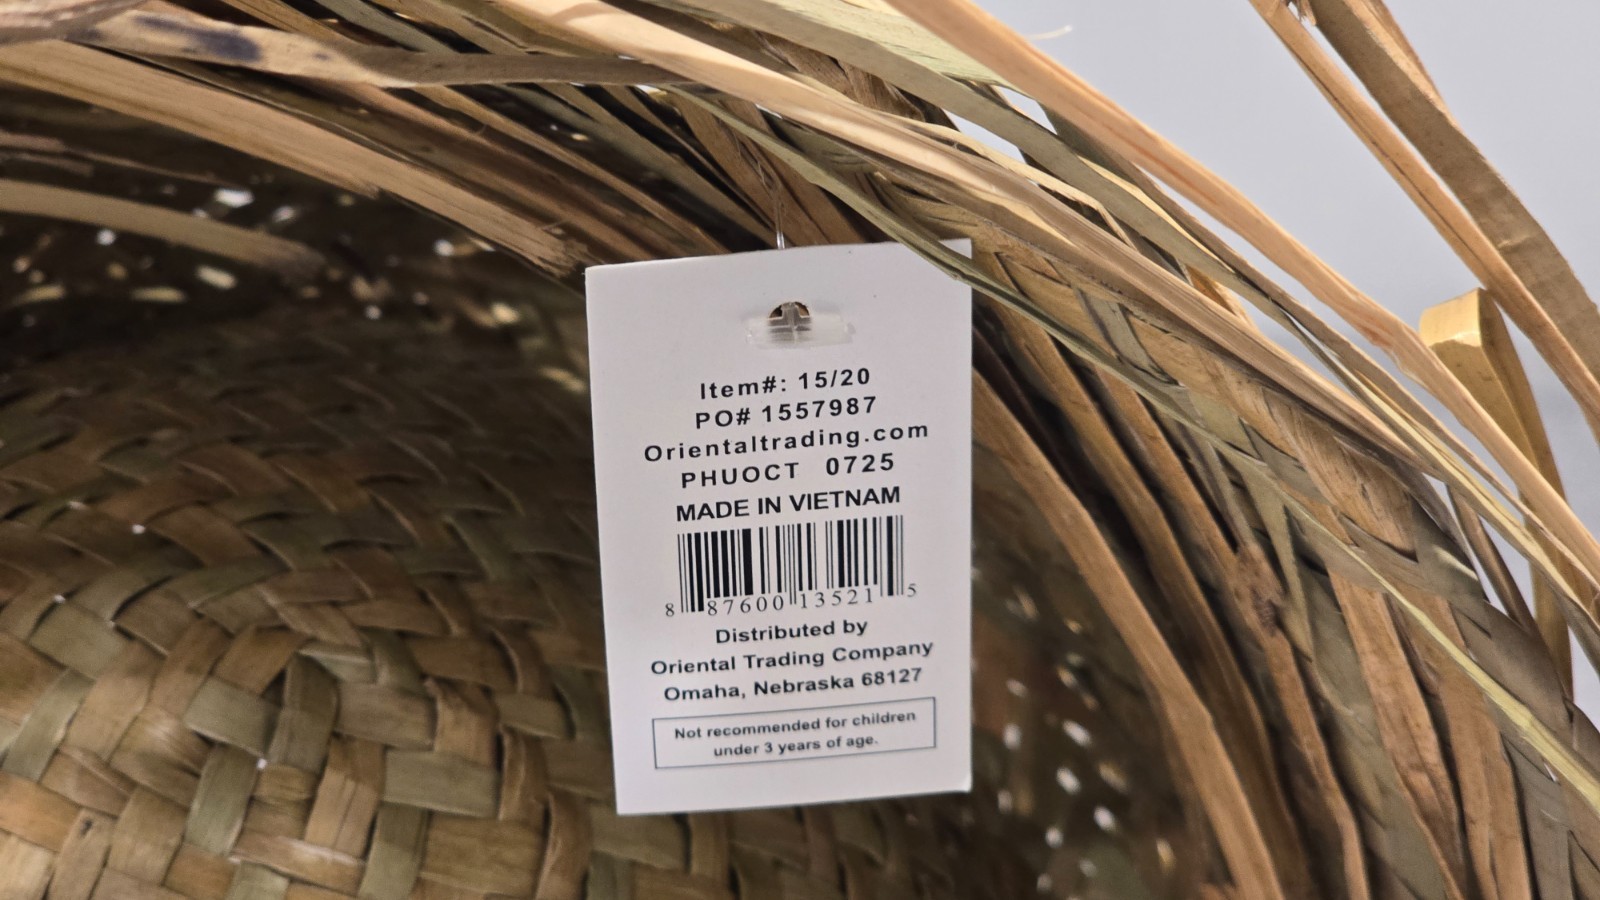 Item#: 15/20
PO# 1557987
Orientaltrading.com
PHUOCT 0725
MADE IN VIETNAM
8 87600 13521 5
Distributed by
Oriental Trading Company
Omaha, Nebraska 68127
Not recommended for children
under 3 years of age.